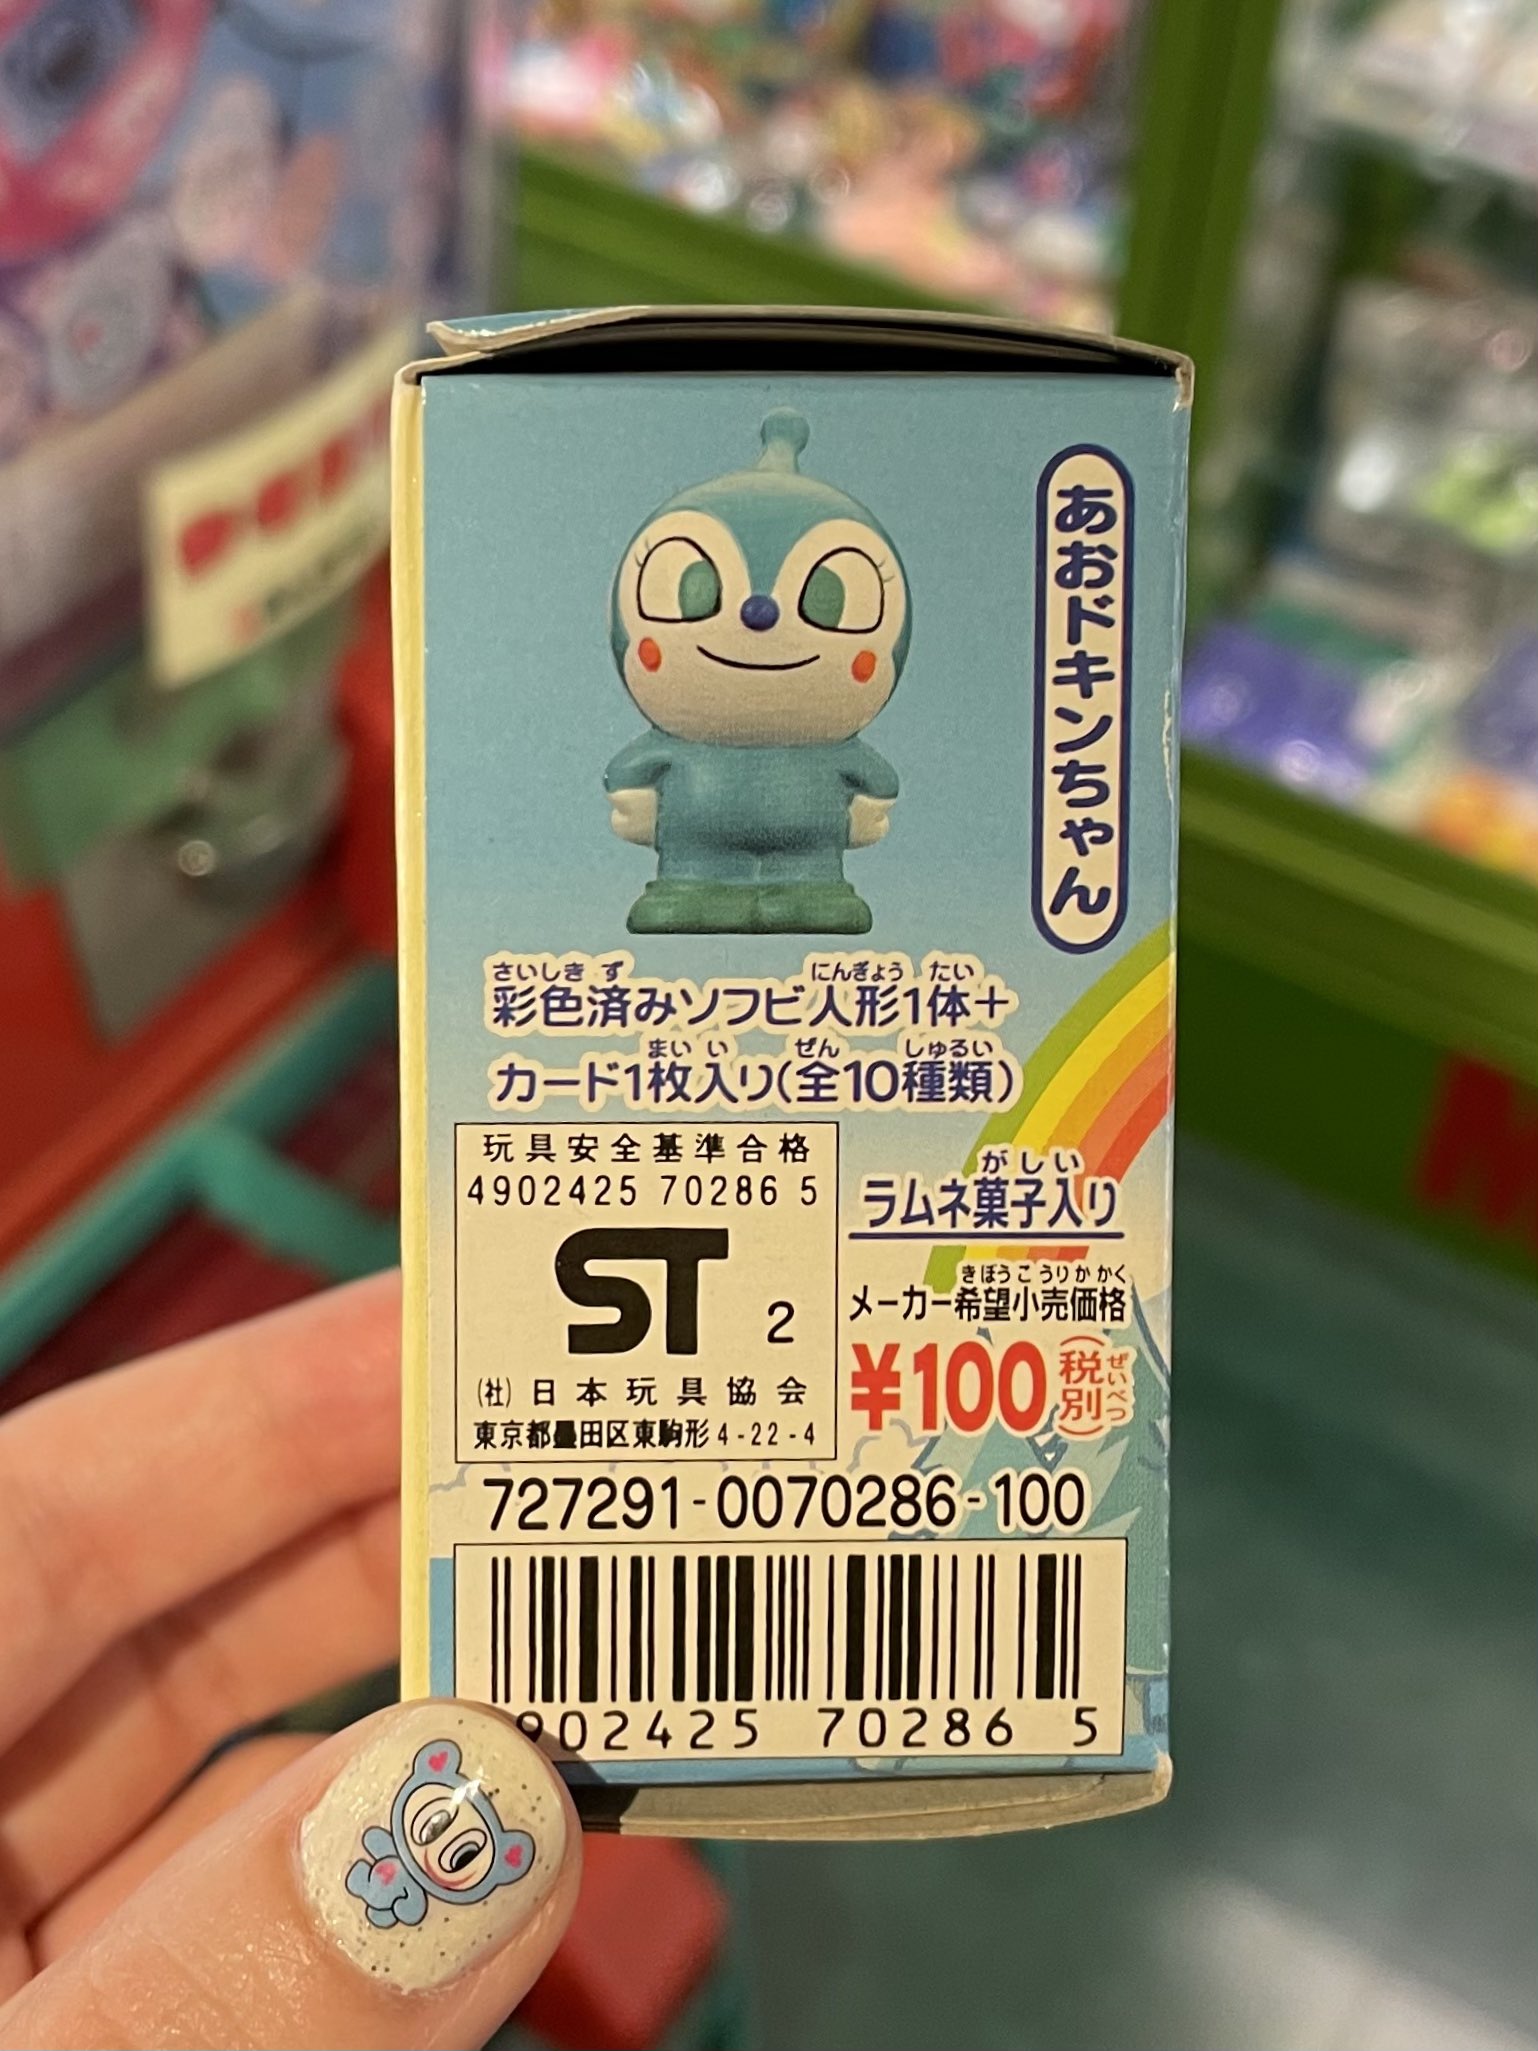 あおドキンちゃん
さいしきず にんぎょう たい
彩色済みソフビ人形1体＋
まいい ぜん しゅるい
カード1枚入り(全10種類)
玩具安全基準合格
4902425 70286 5
ST 2
(社)日本玩具協会
東京都墨田区東駒形4-22-4
がしい
ラムネ菓子入り
きぼうこうりかかく
メーカー希望小売価格
¥100(税別)
ぜいべつ
727291-0070286-100
902425 70286 5